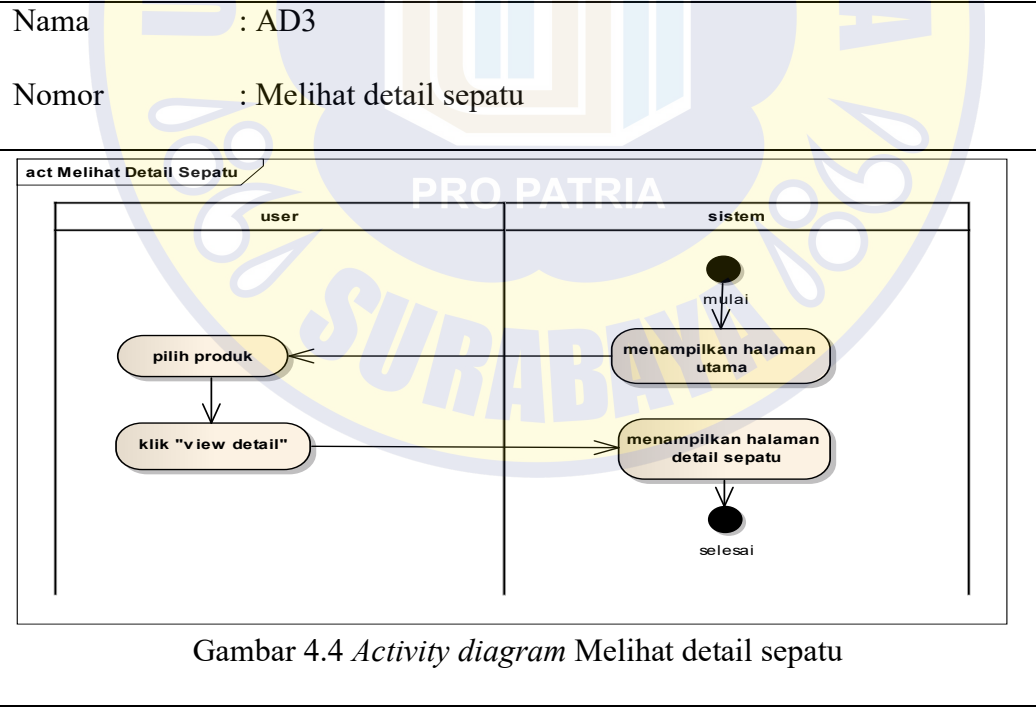 Nama : AD3
Nomor : Melihat detail sepatu
act Melihat Detail Sepatu
PRO PATRIA
user
sistem
mulai
menampilkan halaman
utama
pilih produk
klik "view detail"
menampilkan halaman
detail sepatu
selesai
SURABAYA
Gambar 4.4 Activity diagram Melihat detail sepatu